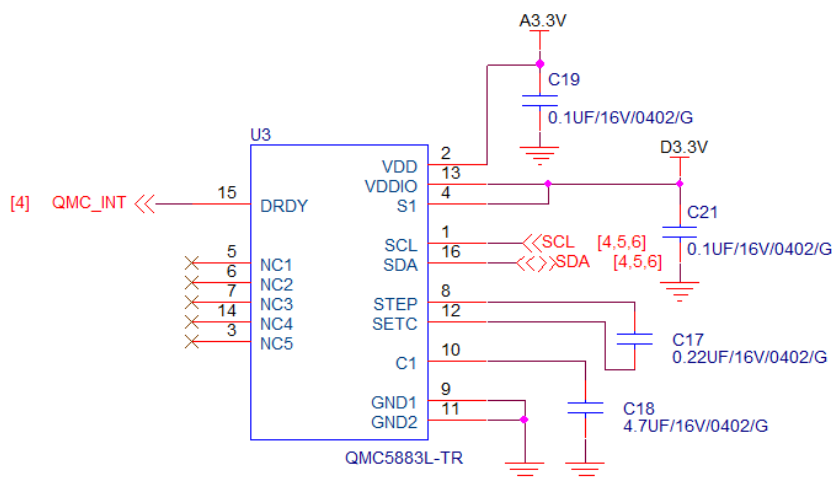 A3.3V
C19
0.1UF/16V/0402/G
U3
D3.3V
2
VDD
13
VDDIO
[4] QMC_INT
15
DRDY
4
S1
C21
0.1UF/16V/0402/G
1
SCL
SCL [4,5,6]
16
SDA
SDA [4,5,6]
5
NC1
6
NC2
7
NC3
14
NC4
3
NC5
8
STEP
12
SETC
C17
0.22UF/16V/0402/G
10
C1
9
GND1
11
GND2
C18
4.7UF/16V/0402/G
QMC5883L-TR